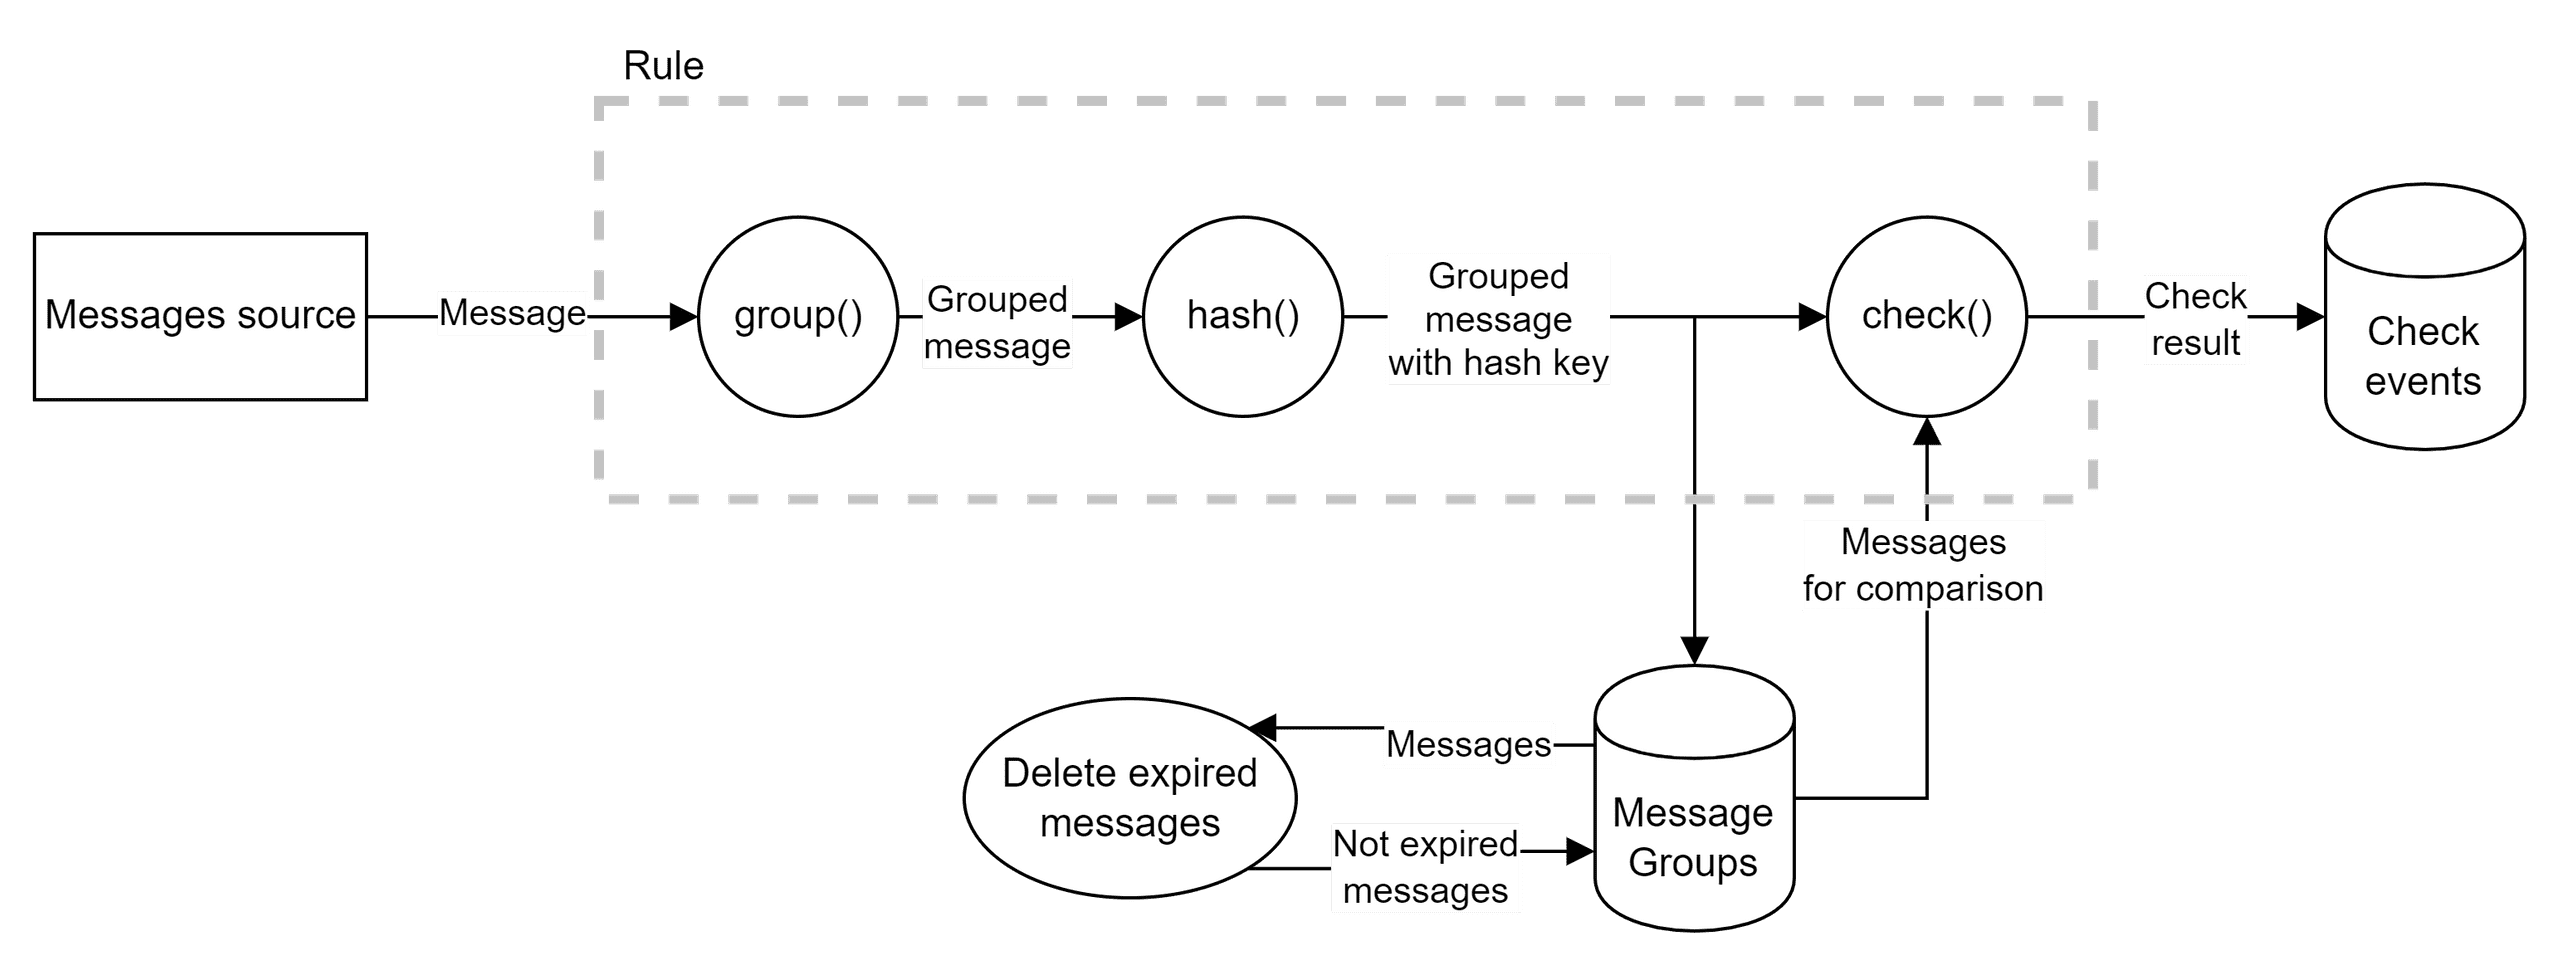 Rule
Messages source
Message
group()
Grouped
message
hash()
Grouped
message
with hash key
check()
Check
result
Check
events
Messages
for comparison
Delete expired
messages
Messages
Not expired
messages
Message
Groups